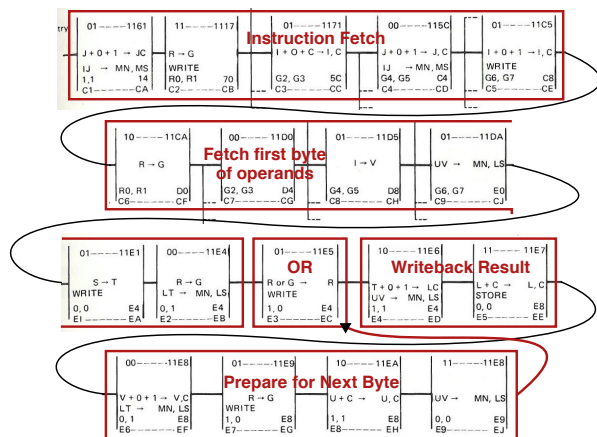 01-----1161
11-----1117
01-----1171
00-----115C
01-----11C5
try
Instruction Fetch
J + 0 + 1 → JC
R → G
I + O + C → I, C
J + 0 + 1 → J, C
I + 0 + 1 → I, C
IJ → MN, MS
WRITE
IJ → MN, MS
WRITE
1, 1 14
R0, R1 70
G2, G3 5C
G4, G5 C4
G6, G7 C8
C1--------CA
C2--------CB
C3--------CC
C4--------CD
C5--------CE
10-----11CA
00-----11D0
01-----11D5
01-----11DA
Fetch first byte
of operands
R → G
I → V
UV → MN, LS
R0, R1 D0
G2, G3 D4
G4, G5 D8
G6, G7 E0
C6--------CF
C7--------CG
C8--------CH
C9--------CJ
01-----11E1
00-----11E4
01-----11E5
10-----11E6
11-----11E7
OR
Writeback Result
S → T
R → G
R or G → R
T + 0 + 1 → LC
L + C → L, C
WRITE
LT → MN, LS
WRITE
UV → MN, LS
STORE
0, 0 E4
0, 1 E4
1, 0 E4
1, 1 E4
0, 0 E8
E1--------EA
E2--------EB
E3--------EC
E4--------ED
E5-----EE
00-----11E8
01-----11E9
10-----11EA
11-----11E8
Prepare for Next Byte
V + 0 + 1 → V,C
R → G
U + C → U, C
UV → MN, LS
LT → MN, LS
WRITE
0, 1 E8
1, 0 E8
1, 1 E8
0, 0 E9
E6-----EF
E7-----EG
E8-----EH
E9--------EJ